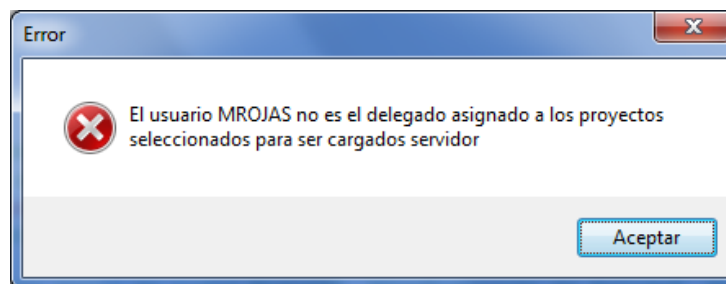 Error
El usuario MROJAS no es el delegado asignado a los proyectos
seleccionados para ser cargados servidor
Aceptar